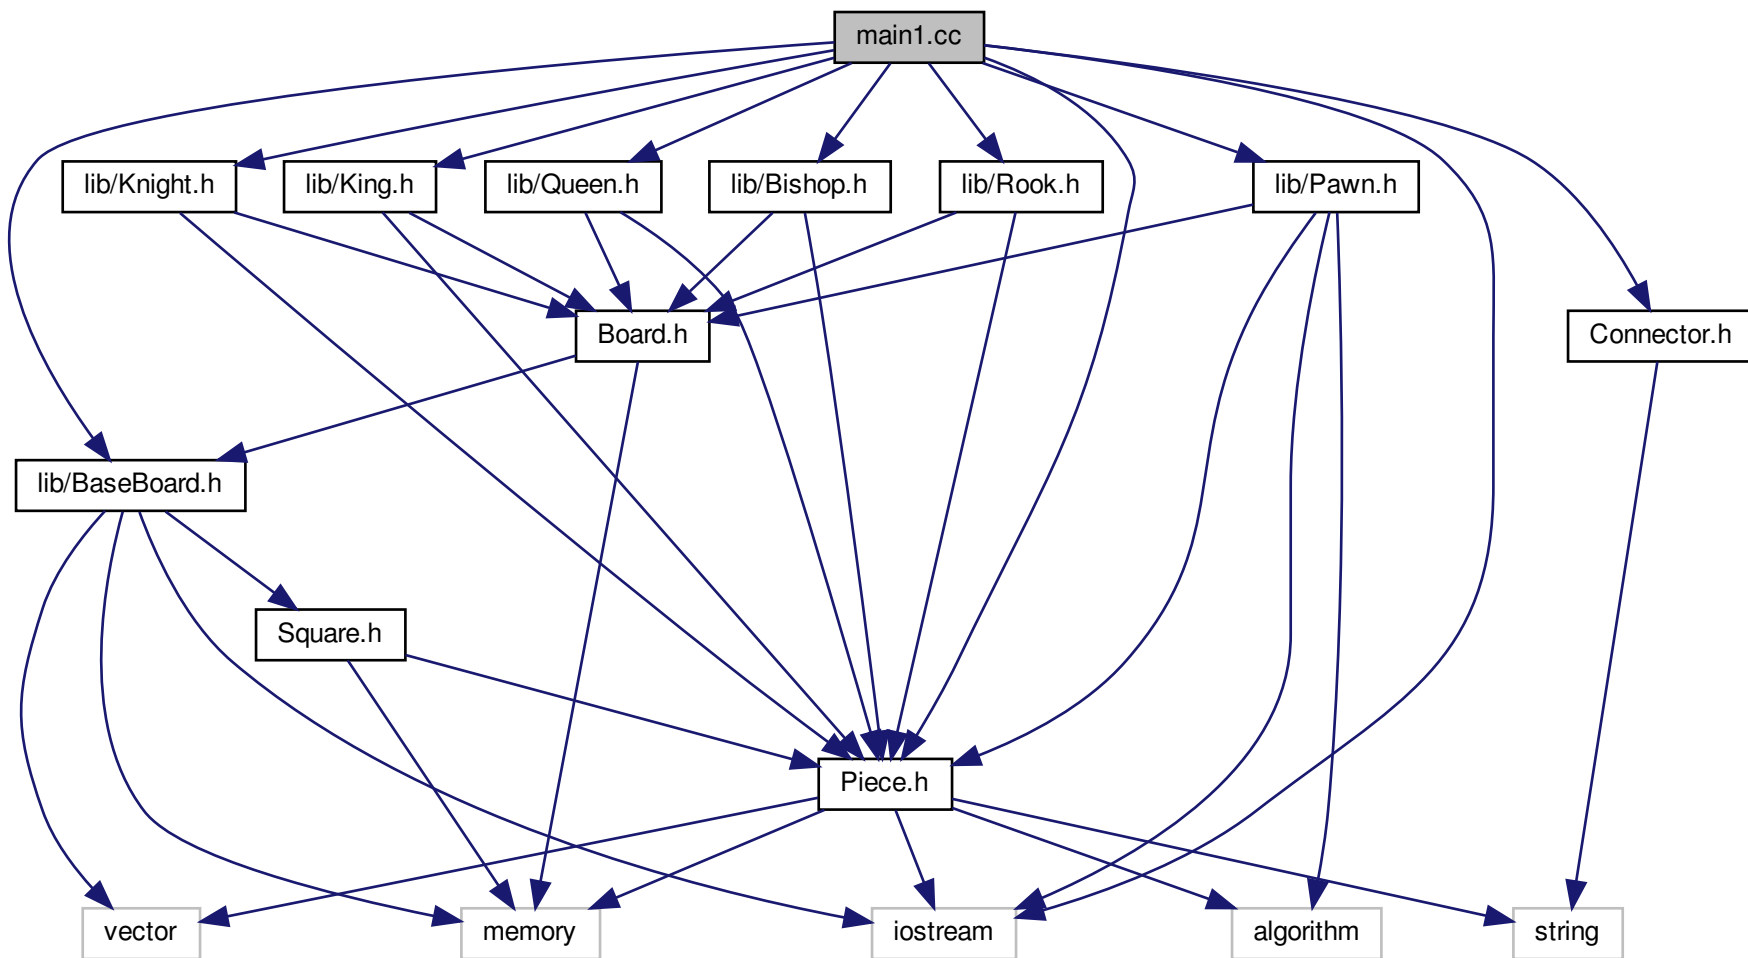 main1.cc
lib/Knight.h
lib/King.h
lib/Queen.h
lib/Bishop.h
lib/Rook.h
lib/Pawn.h
Board.h
Connector.h
lib/BaseBoard.h
Square.h
Piece.h
vector
memory
iostream
algorithm
string